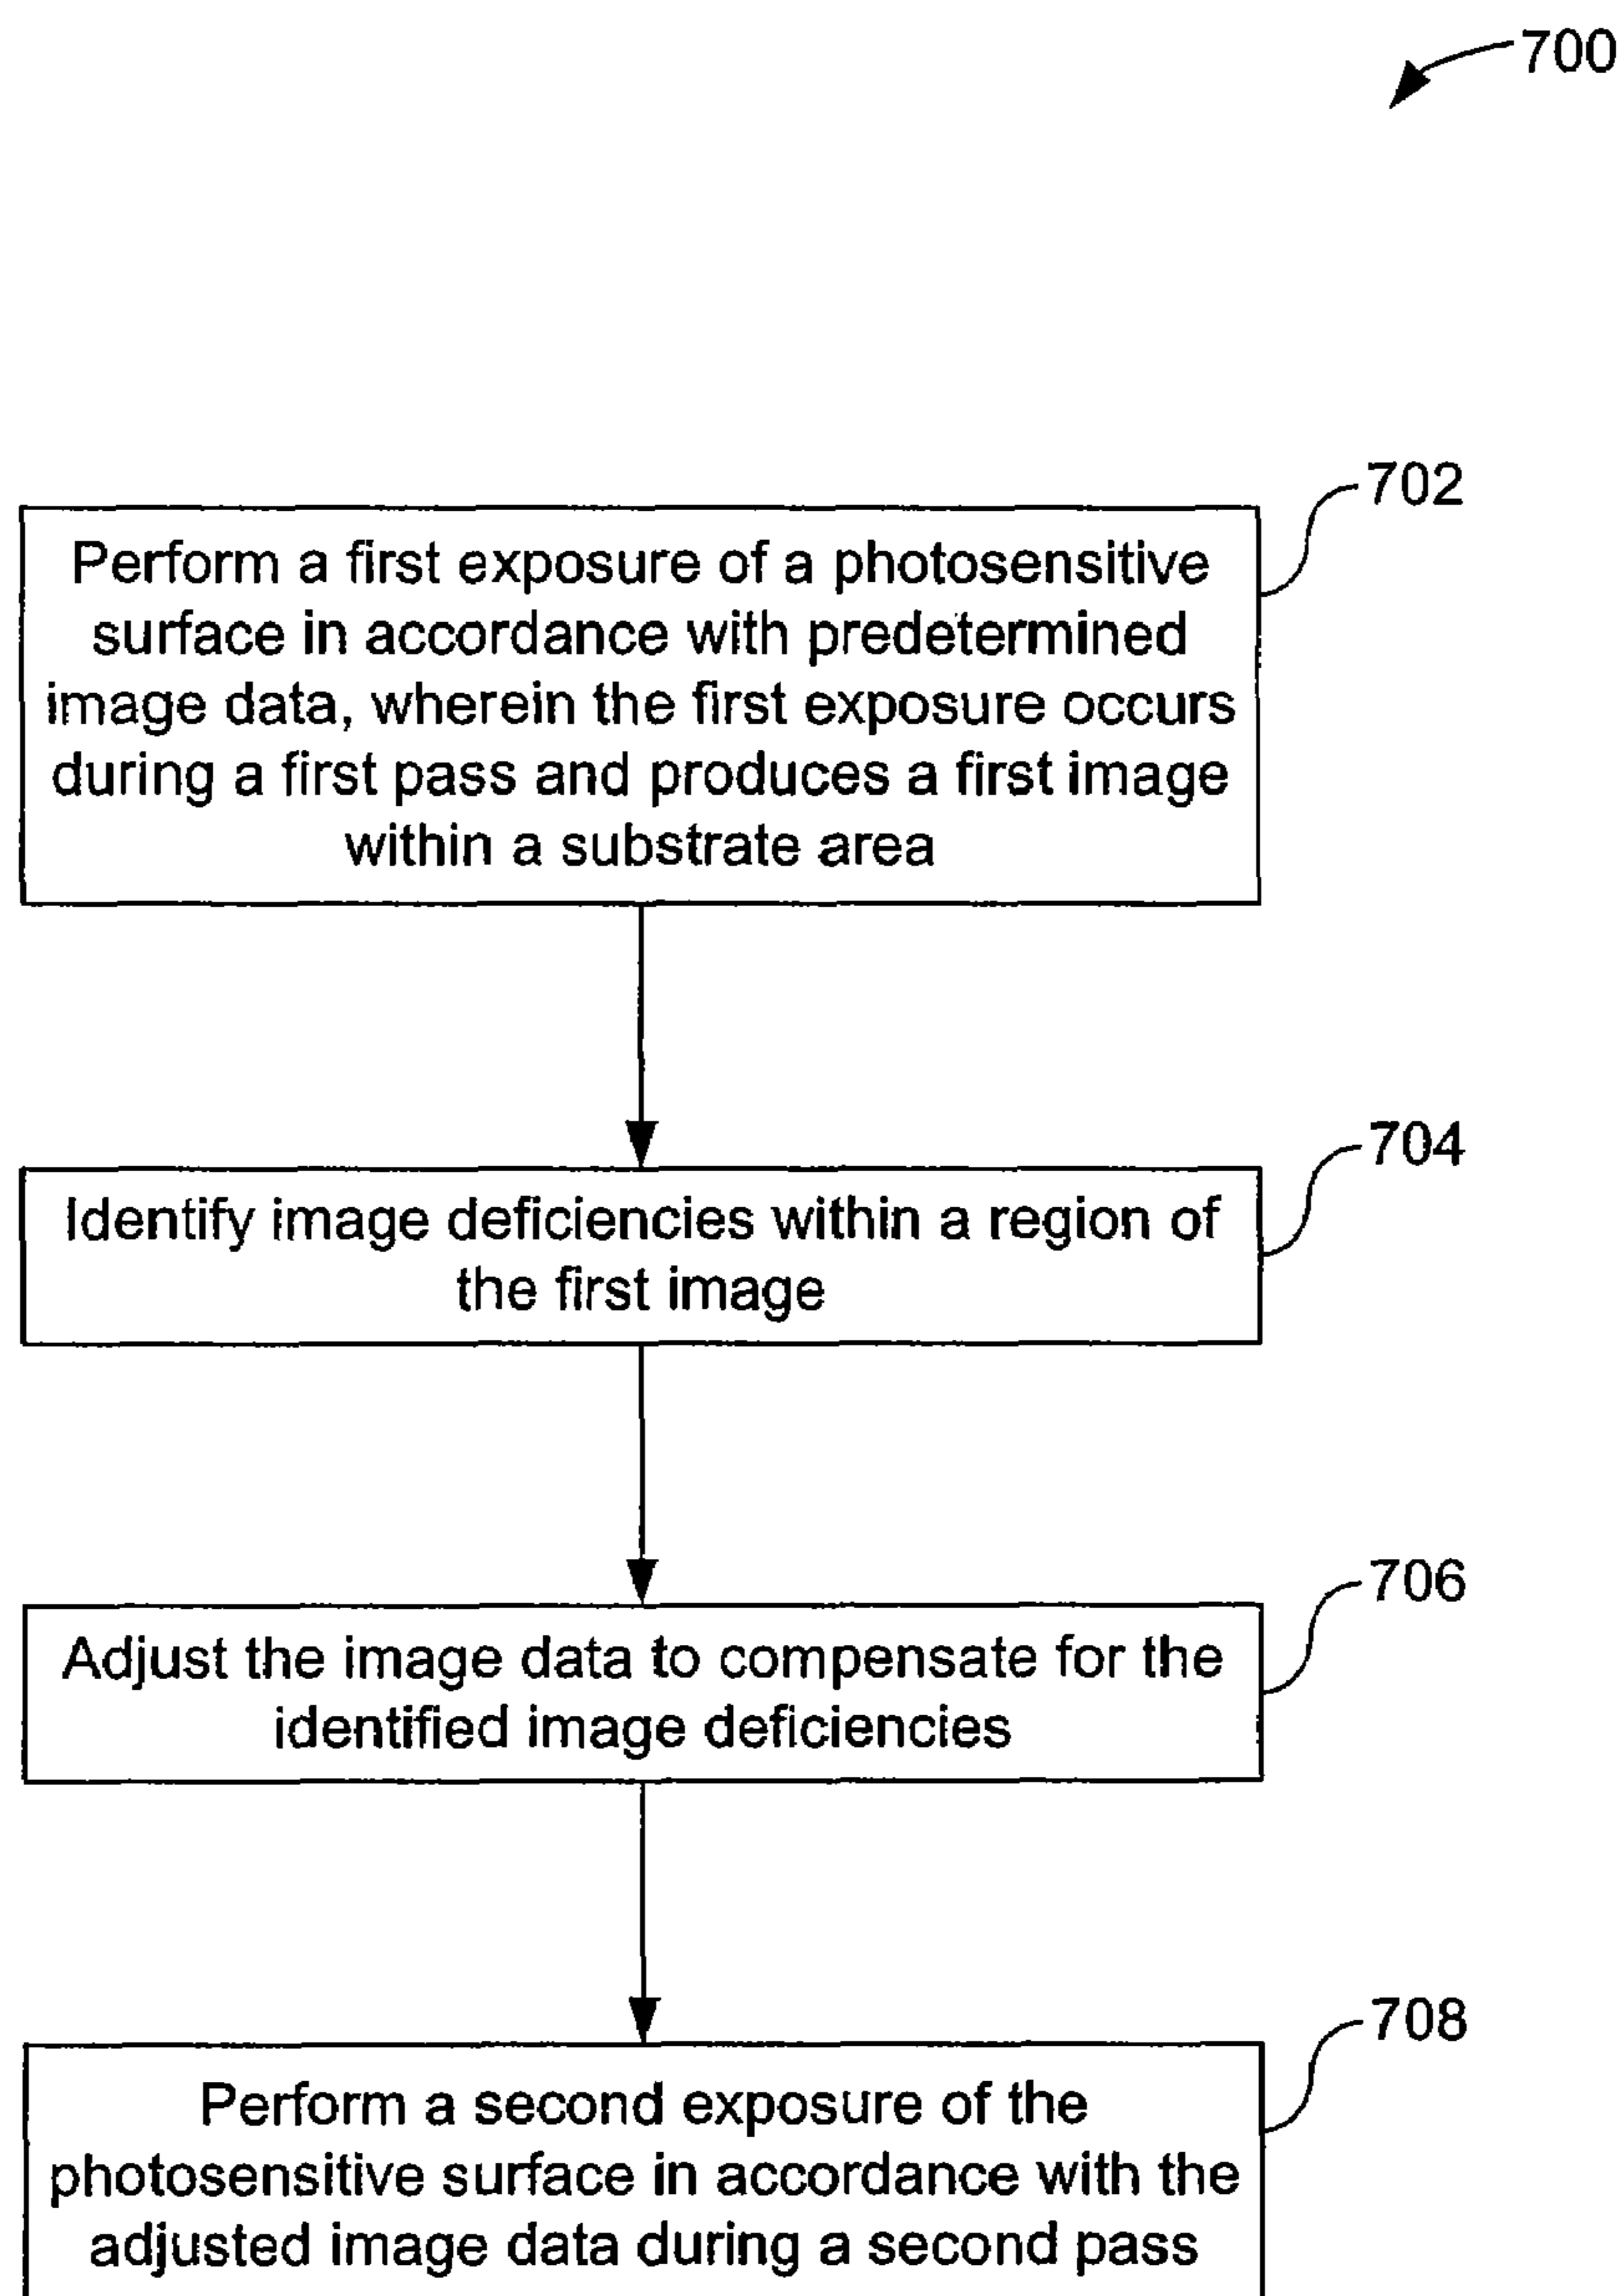 700
702
Perform a first exposure of a photosensitive
surface in accordance with predetermined
image data, wherein the first exposure occurs
during a first pass and produces a first image
within a substrate area
704
Identify image deficiencies within a region of
the first image
706
Adjust the image data to compensate for the
identified image deficiencies
708
Perform a second exposure of the
photosensitive surface in accordance with the
adjusted image data during a second pass